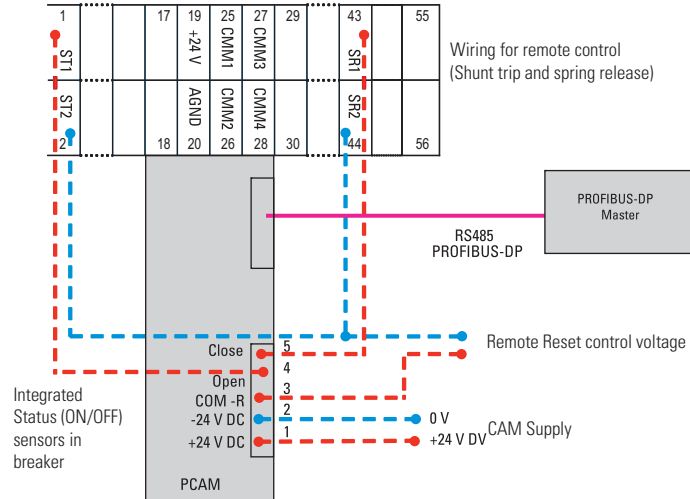 1 17 19 25 27 29 43 55
ST1 +24 V CMM1 CMM3 SR1
ST2 AGND CMM2 CMM4 SR2
2 18 20 26 28 30 44 56
Wiring for remote control
(Shunt trip and spring release)
PROFIBUS-DP
Master
RS485
PROFIBUS-DP
Remote Reset control voltage
Close 5
4
Open
COM -R 3
-24 V DC 2 0 V
+24 V DC 1 +24 V DV
CAM Supply
Integrated
Status (ON/OFF)
sensors in
breaker
PCAM